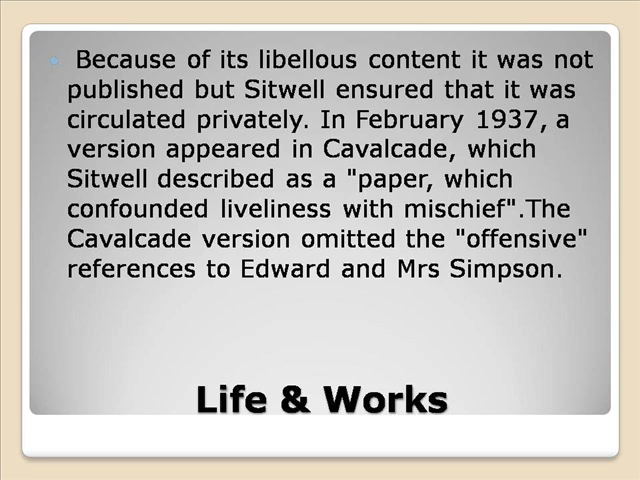 Because of its libellous content it was not
published but Sitwell ensured that it was
circulated privately. In February 1937, a
version appeared in Cavalcade, which
Sitwell described as a "paper, which
confounded liveliness with mischief".The
Cavalcade version omitted the "offensive"
references to Edward and Mrs Simpson.
Life & Works